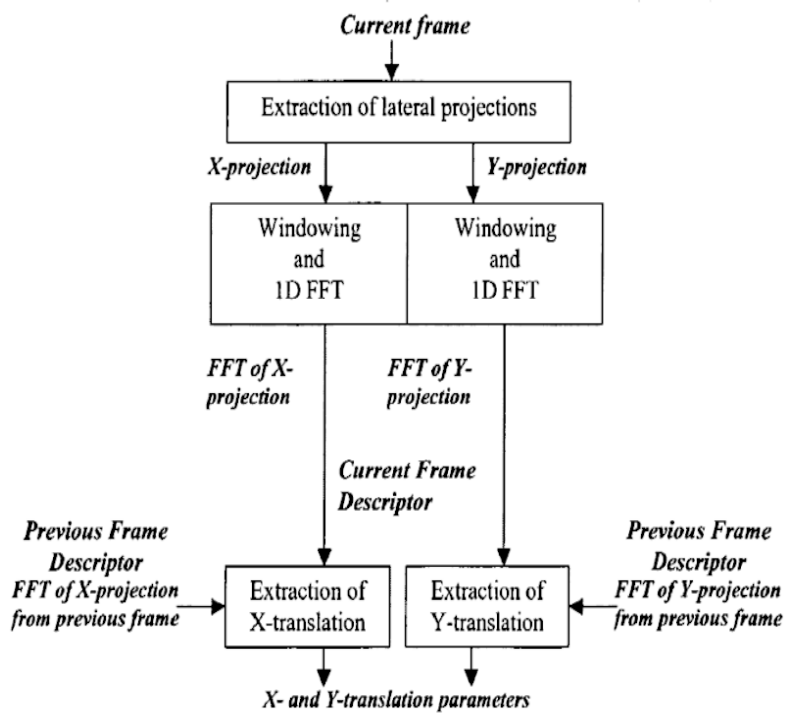 Current frame
Extraction of lateral projections
X-projection
Y-projection
Windowing
and
1D FFT
Windowing
and
1D FFT
FFT of X-
projection
FFT of Y-
projection
Current Frame
Descriptor
Previous Frame
Descriptor
FFT of X-projection
from previous frame
Extraction of
X-translation
Extraction of
Y-translation
Previous Frame
Descriptor
FFT of Y-projection
from previous frame
X- and Y-translation parameters